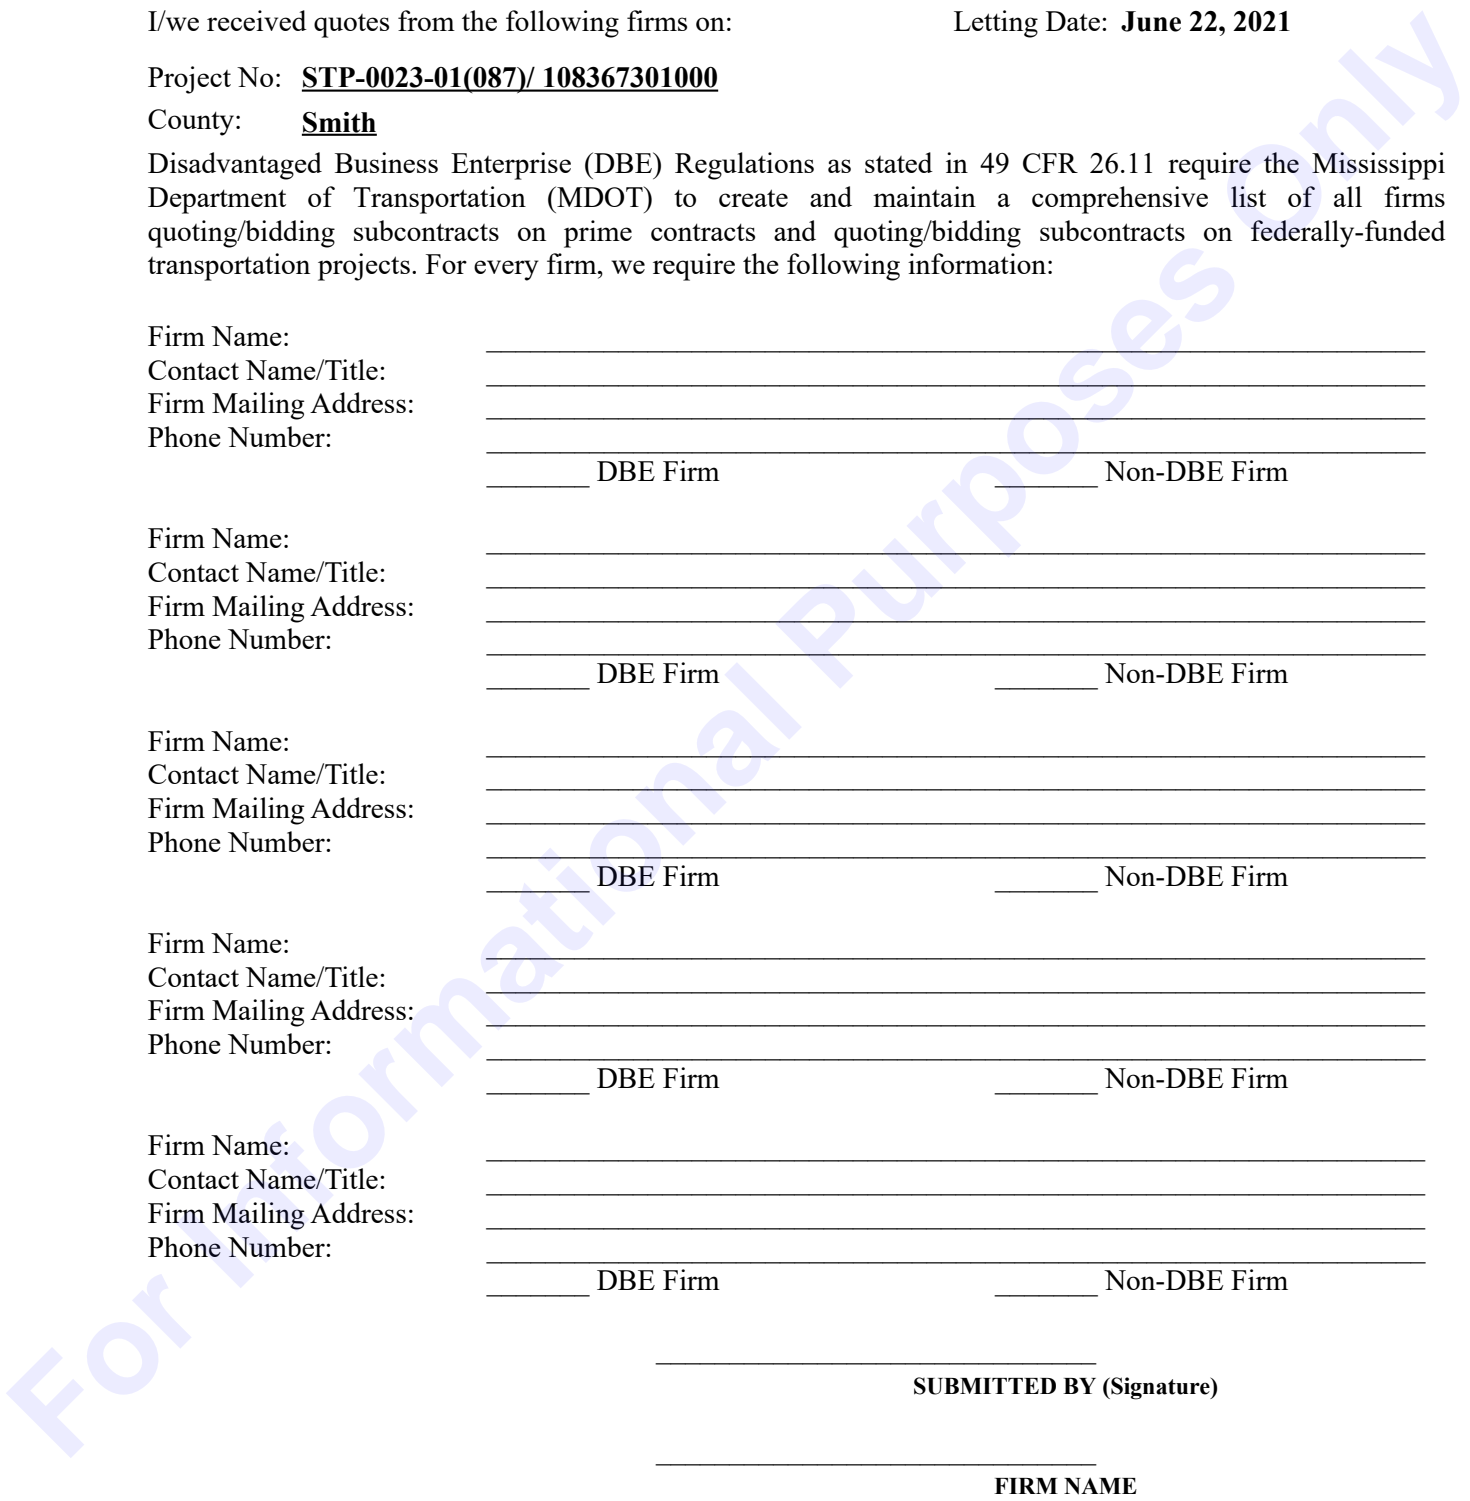 I/we received quotes from the following firms on: Letting Date: June 22, 2021
Project No: STP-0023-01(087)/ 108367301000
County: Smith
Disadvantaged Business Enterprise (DBE) Regulations as stated in 49 CFR 26.11 require the Mississippi
Department of Transportation (MDOT) to create and maintain a comprehensive list of all firms
quoting/bidding subcontracts on prime contracts and quoting/bidding subcontracts on federally-funded
transportation projects. For every firm, we require the following information:
Firm Name:
Contact Name/Title:
Firm Mailing Address:
Phone Number:
DBE Firm Non-DBE Firm
Firm Name:
Contact Name/Title:
Firm Mailing Address:
Phone Number:
DBE Firm Non-DBE Firm
Firm Name:
Contact Name/Title:
Firm Mailing Address:
Phone Number:
DBE Firm Non-DBE Firm
Firm Name:
Contact Name/Title:
Firm Mailing Address:
Phone Number:
DBE Firm Non-DBE Firm
Firm Name:
Contact Name/Title:
Firm Mailing Address:
Phone Number:
DBE Firm Non-DBE Firm
SUBMITTED BY (Signature)
FIRM NAME
For Informational Purposes Only